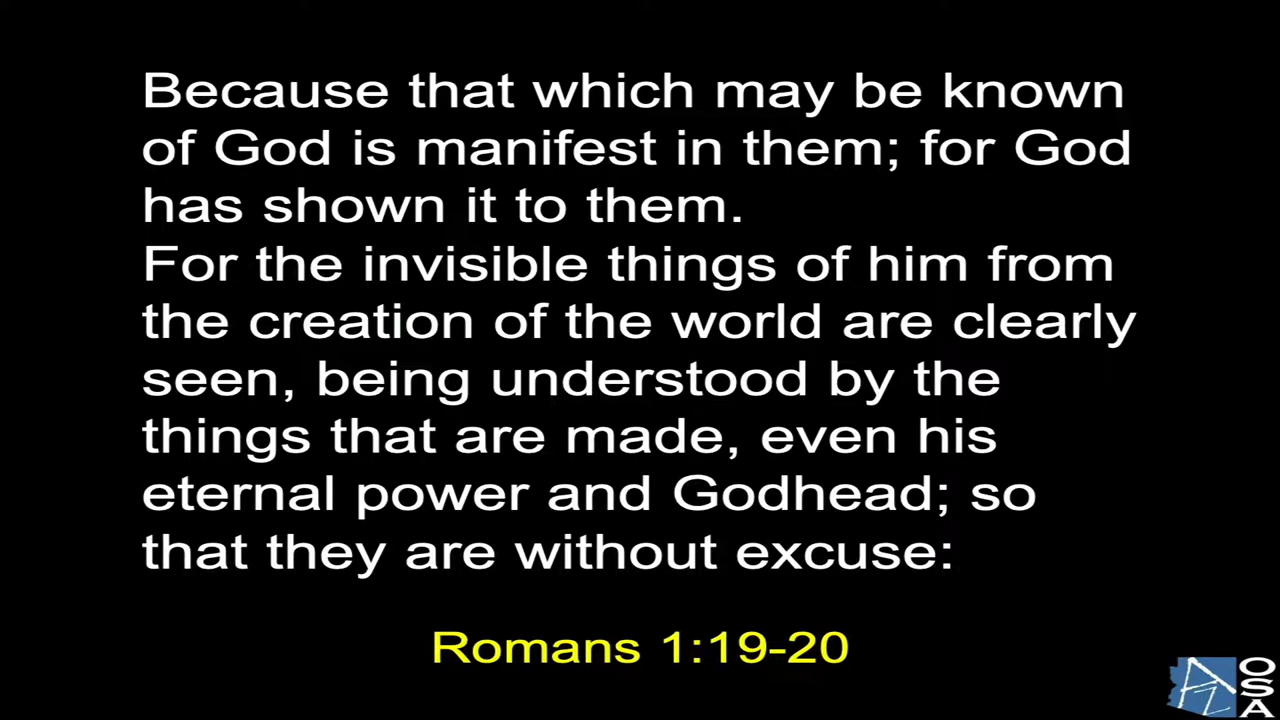 Because that which may be known
of God is manifest in them; for God
has shown it to them.
For the invisible things of him from
the creation of the world are clearly
seen, being understood by the
things that are made, even his
eternal power and Godhead; so
that they are without excuse:
Romans 1:19-20
AZ
OSA